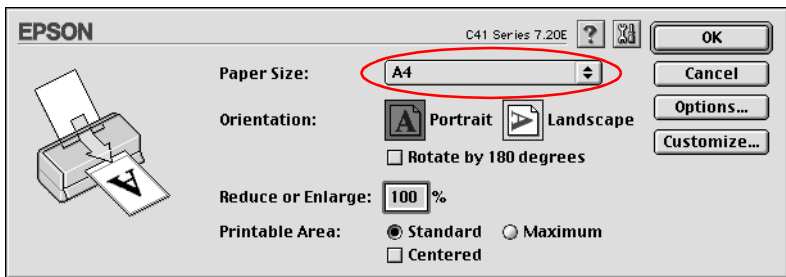 EPSON
C41 Series 7.20E ?
OK
Paper Size: A4
Cancel
Orientation: A Portrait A Landscape
Options...
Rotate by 180 degrees
Customize...
A
Reduce or Enlarge: 100 %
Printable Area: Standard Maximum
Centered